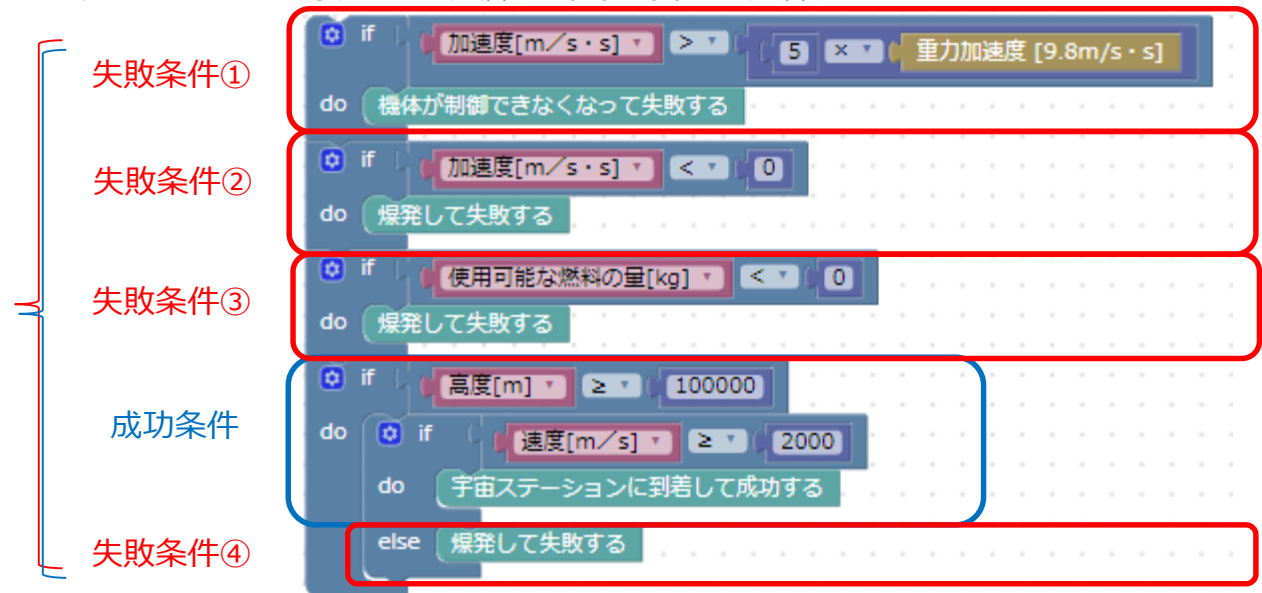 失敗条件①
if 加速度[m/s・s] > 5 × 重力加速度 [9.8m/s・s]
do 機体が制御できなくなって失敗する
失敗条件②
if 加速度[m/s・s] < 0
do 爆発して失敗する
失敗条件③
if 使用可能な燃料の量[kg] < 0
do 爆発して失敗する
成功条件
if 高度[m] ≥ 100000
do if 速度[m/s] ≥ 2000
do 宇宙ステーションに到着して成功する
失敗条件④
else 爆発して失敗する